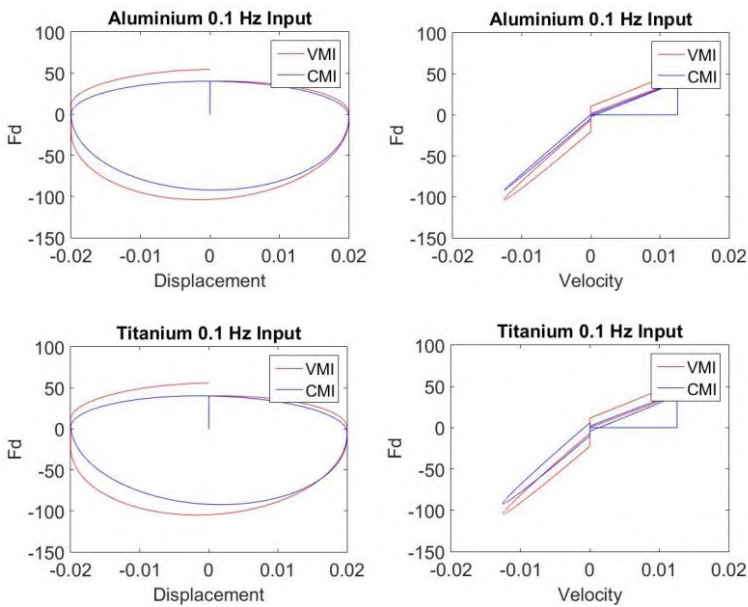 Aluminium 0.1 Hz Input
100
50
0
-50
-100
-150
Fd
VMI
CMI
-0.02 -0.01 0 0.01 0.02
Displacement
Aluminium 0.1 Hz Input
100
50
0
-50
-100
-150
Fd
VMI
CMI
-0.02 -0.01 0 0.01 0.02
Velocity
Titanium 0.1 Hz Input
100
50
0
-50
-100
-150
Fd
VMI
CMI
-0.02 -0.01 0 0.01 0.02
Displacement
Titanium 0.1 Hz Input
100
50
0
-50
-100
-150
Fd
VMI
CMI
-0.02 -0.01 0 0.01 0.02
Velocity